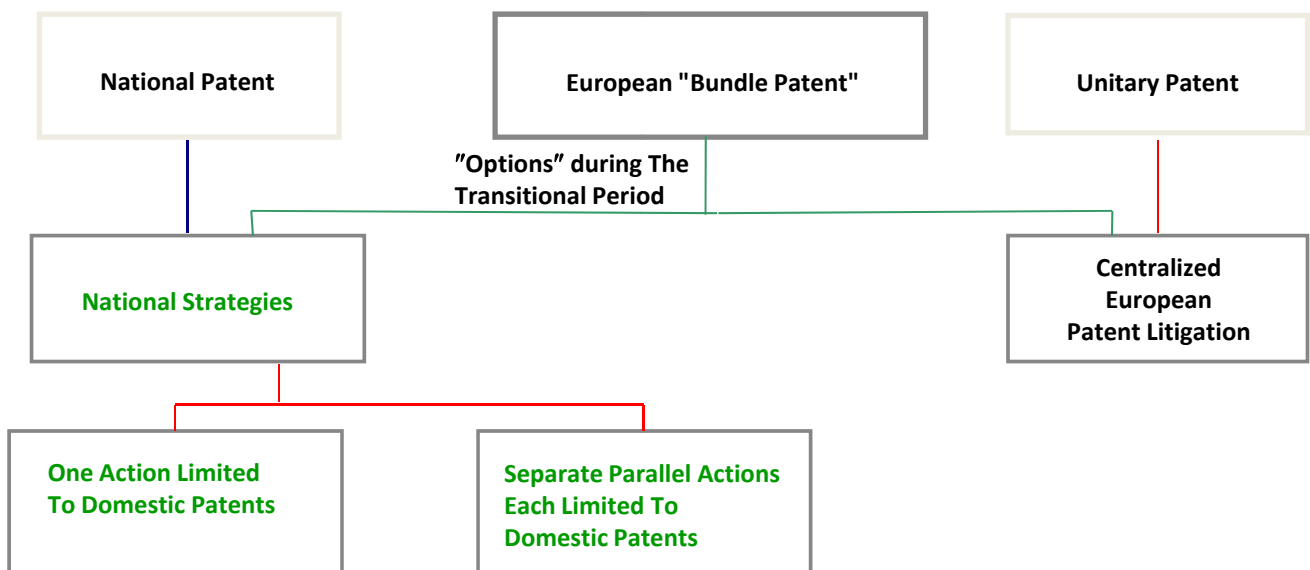 National Patent
European "Bundle Patent"
Unitary Patent
"Options" during The
Transitional Period
National Strategies
Centralized
European
Patent Litigation
One Action Limited
To Domestic Patents
Separate Parallel Actions
Each Limited To
Domestic Patents